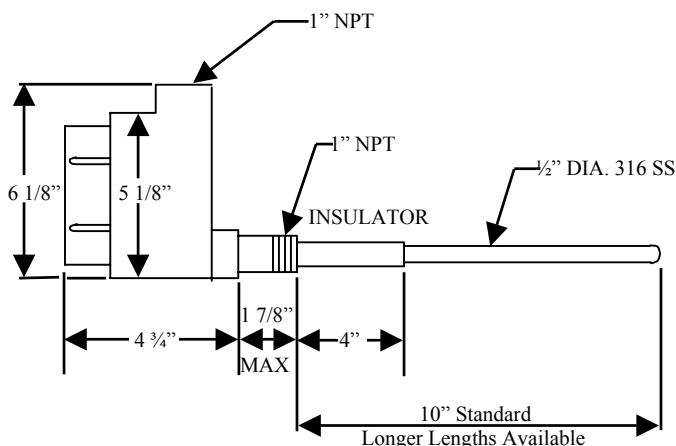 1” NPT
1” NPT
½” DIA. 316 SS
6 1/8”
5 1/8”
INSULATOR
1 7/8”
4 ¾”
4”
MAX
10” Standard
Longer Lengths Available